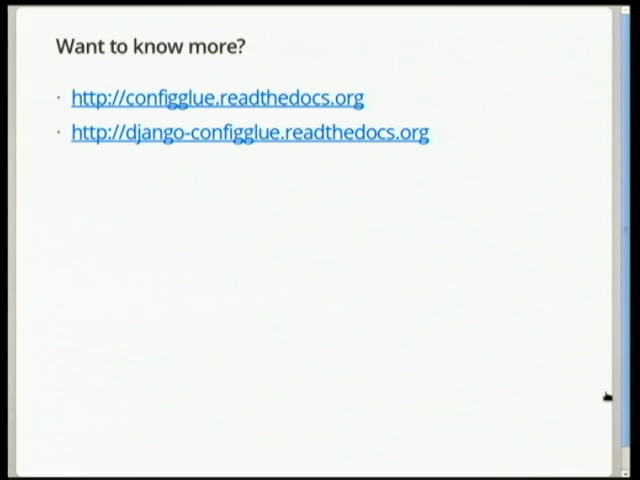 Want to know more?
· http://configglue.readthedocs.org
· http://django-configglue.readthedocs.org